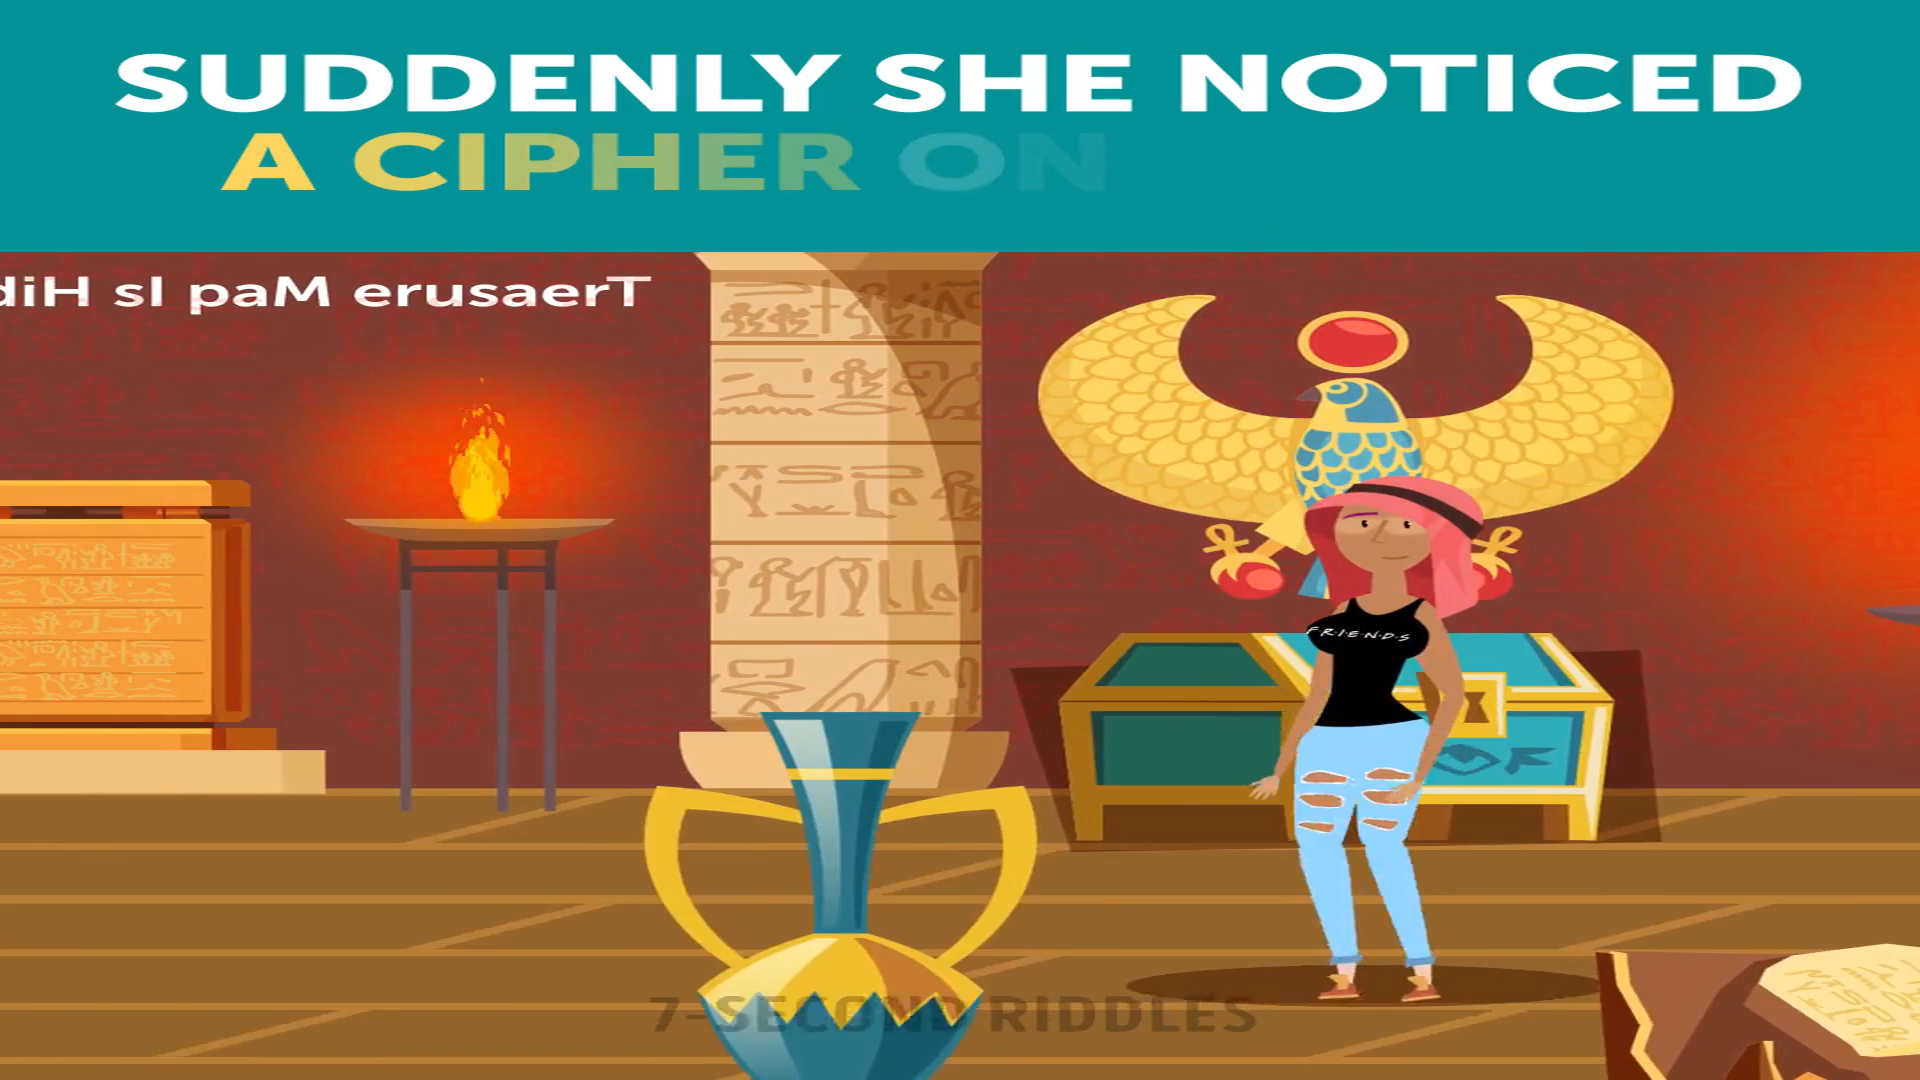 SUDDENLY SHE NOTICED
A CIPHER ON
diH sI paM erusaerT
F·R·I·E·N·D·S
7-SECOND RIDDLES